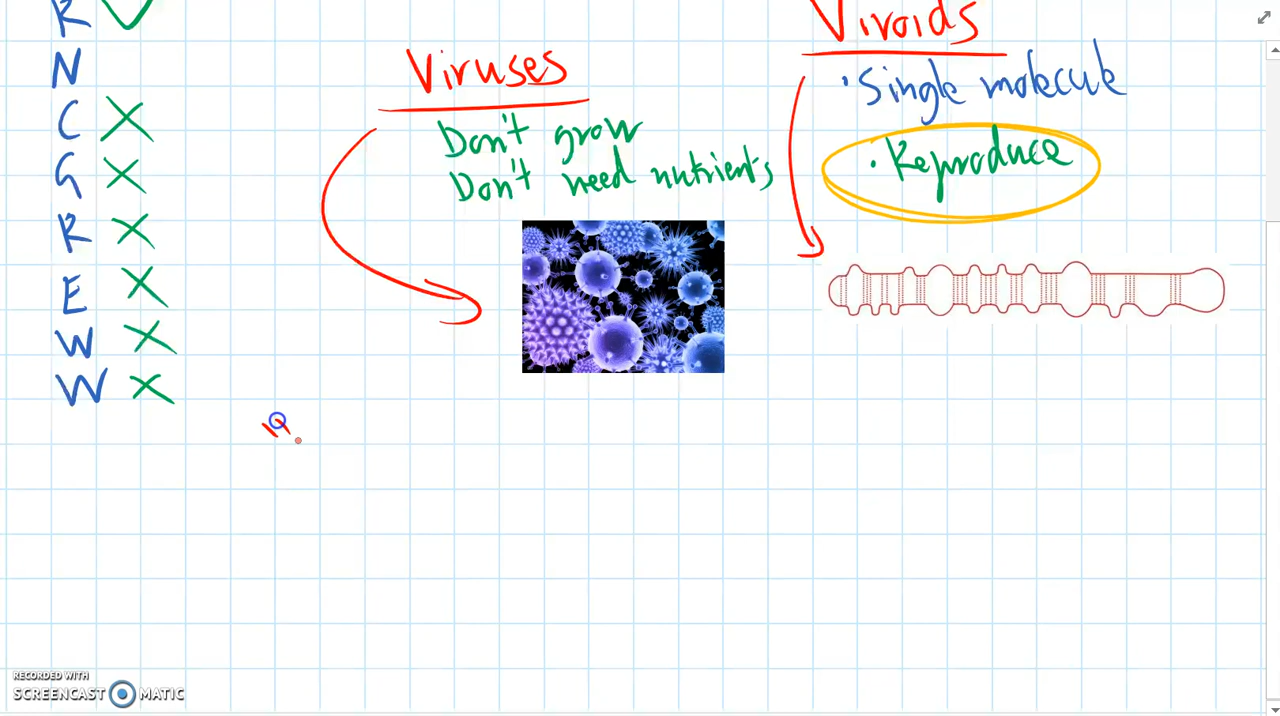 R ✓
N
C X
G X
R X
E X
W X
W X
Viruses
Don't grow
Don't need nutrients
Viroids
· Single molecule
· Reproduce
RECORDED WITH
SCREENCAST MATIC